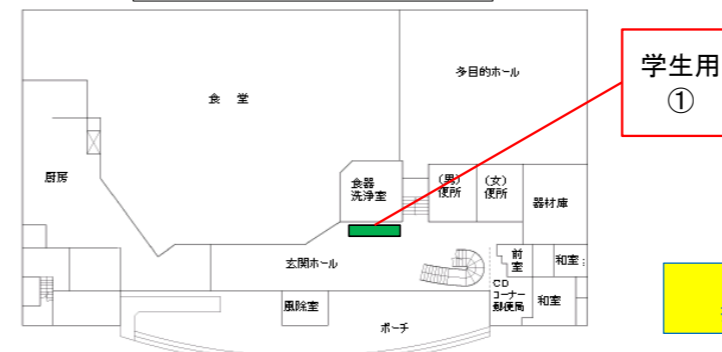 食 堂
多目的ホール
学生用
①
厨房
食器
洗浄室
(男)
便所
(女)
便所
器材庫
玄関ホール
前
室
和室
CD
コーナー
郵便局
和室
風除室
ポーチ